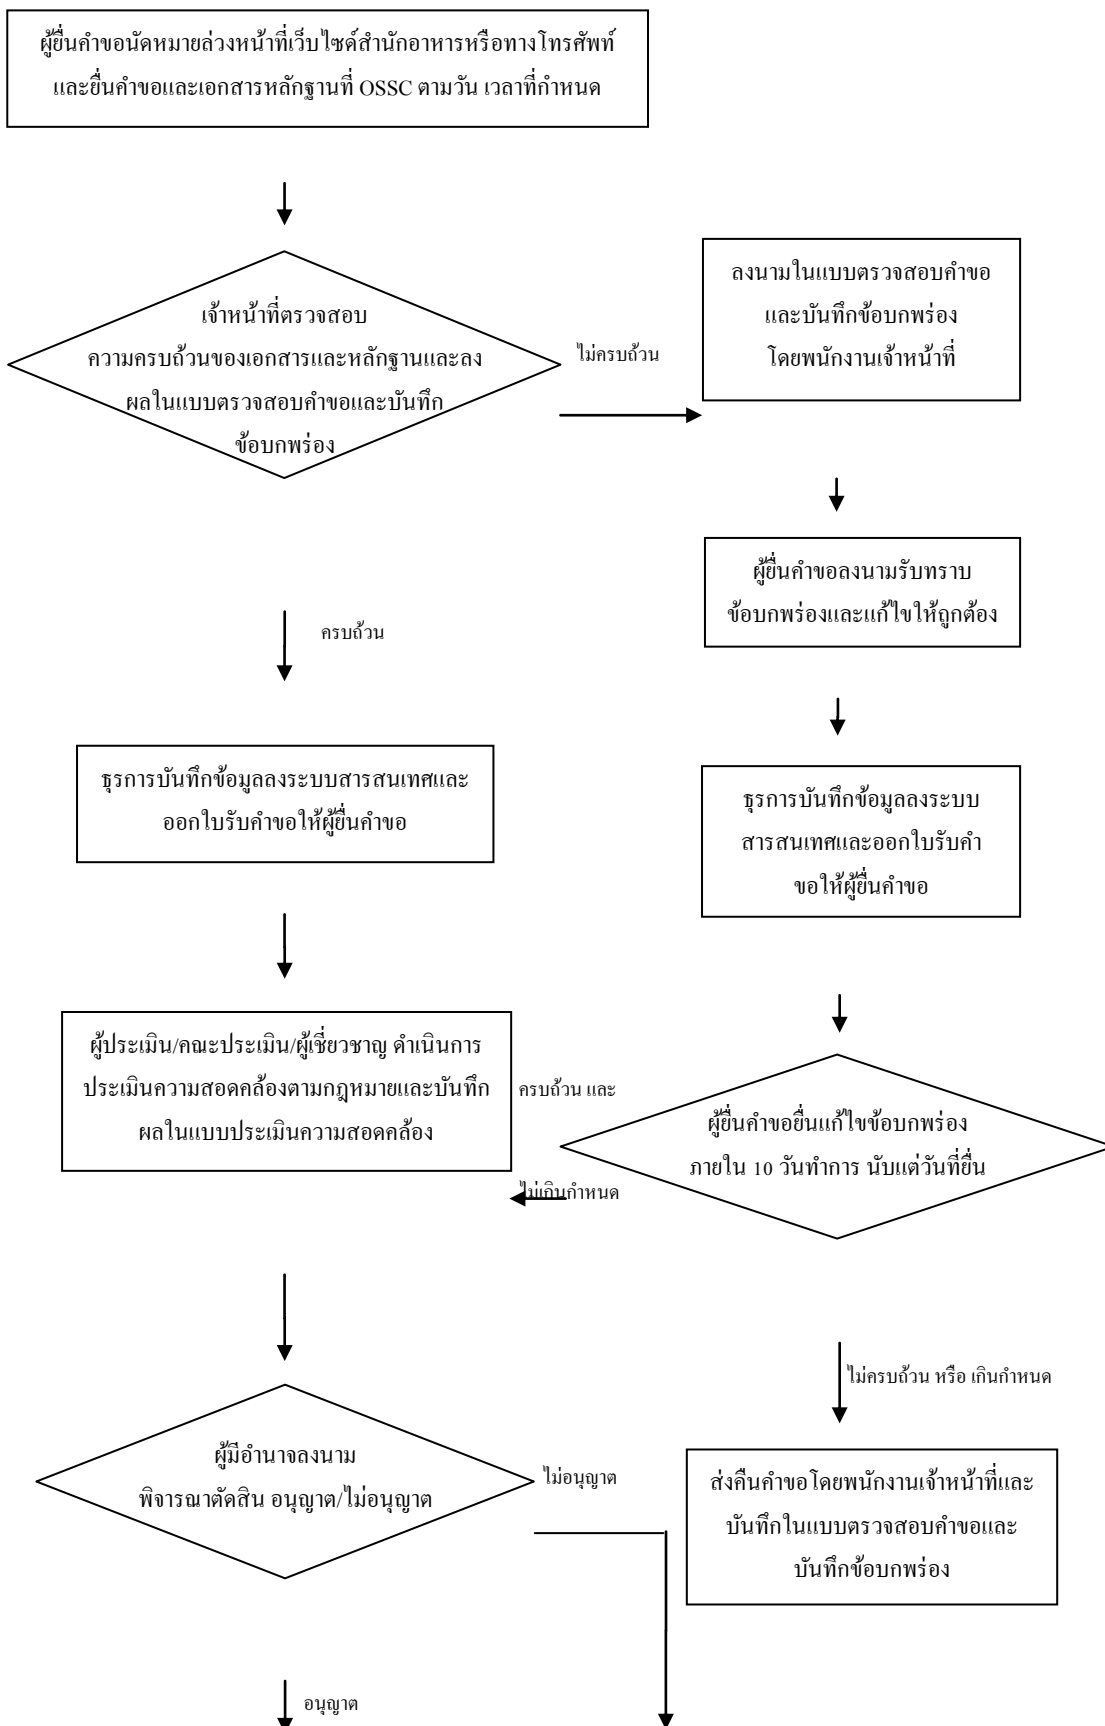 ผู้ยื่นคำขอนัดหมายล่วงหน้าที่เว็บไซด์สำนักอาหารหรือทางโทรศัพท์
และยื่นคำขอและเอกสารหลักฐานที่ OSSC ตามวัน เวลาที่กำหนด
เจ้าหน้าที่ตรวจสอบ
ความครบถ้วนของเอกสารและหลักฐานและลง
ผลในแบบตรวจสอบคำขอและบันทึก
ข้อบกพร่อง
ไม่ครบถ้วน
ลงนามในแบบตรวจสอบคำขอ
และบันทึกข้อบกพร่อง
โดยพนักงานเจ้าหน้าที่
ผู้ยื่นคำขอลงนามรับทราบ
ข้อบกพร่องและแก้ไขให้ถูกต้อง
ครบถ้วน
ธุรการบันทึกข้อมูลลงระบบสารสนเทศและ
ออกใบรับคำขอให้ผู้ยื่นคำขอ
ธุรการบันทึกข้อมูลลงระบบ
สารสนเทศและออกใบรับคำ
ขอให้ผู้ยื่นคำขอ
ผู้ประเมิน/คณะประเมิน/ผู้เชี่ยวชาญ ดำเนินการ
ประเมินความสอดคล้องตามกฎหมายและบันทึก
ผลในแบบประเมินความสอดคล้อง
ครบถ้วน และ
ไม่เกินกำหนด
ผู้ยื่นคำขอยื่นแก้ไขข้อบกพร่อง
ภายใน 10 วันทำการ นับแต่วันที่ยื่น
ไม่ครบถ้วน หรือ เกินกำหนด
ผู้มีอำนาจลงนาม
พิจารณาตัดสิน อนุญาต/ไม่อนุญาต
ไม่อนุญาต
ส่งคืนคำขอโดยพนักงานเจ้าหน้าที่และ
บันทึกในแบบตรวจสอบคำขอและ
บันทึกข้อบกพร่อง
อนุญาต